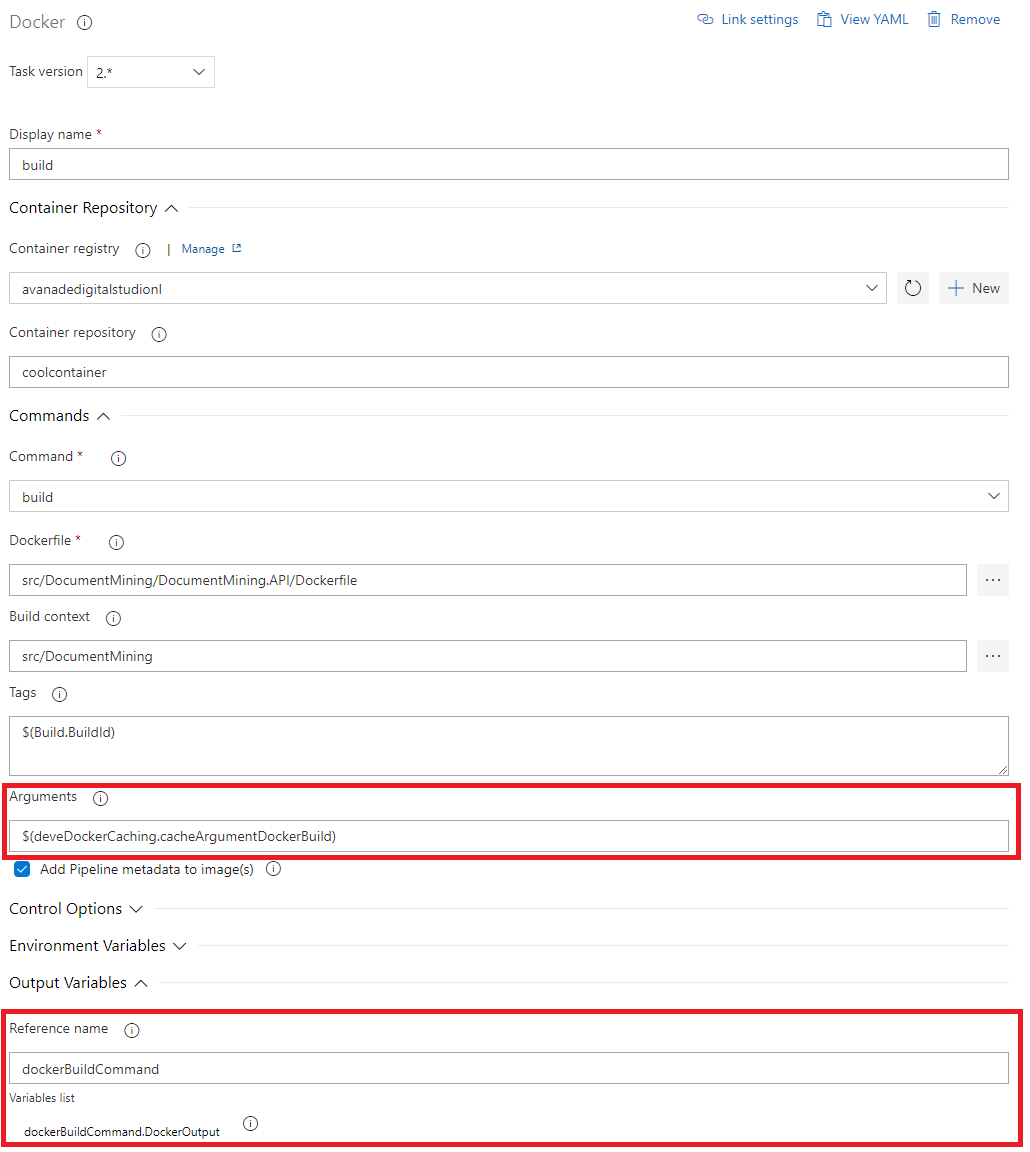 Docker
Link settings View YAML Remove
Task version 2.*
Display name *
build
Container Repository
Container registry | Manage
avanadedigitalstudionl
New
Container repository
coolcontainer
Commands
Command *
build
Dockerfile *
src/DocumentMining/DocumentMining.API/Dockerfile
...
Build context
src/DocumentMining
...
Tags
$(Build.BuildId)
Arguments
$(deveDockerCaching.cacheArgumentDockerBuild)
Add Pipeline metadata to image(s)
Control Options
Environment Variables
Output Variables
Reference name
dockerBuildCommand
Variables list
dockerBuildCommand.DockerOutput